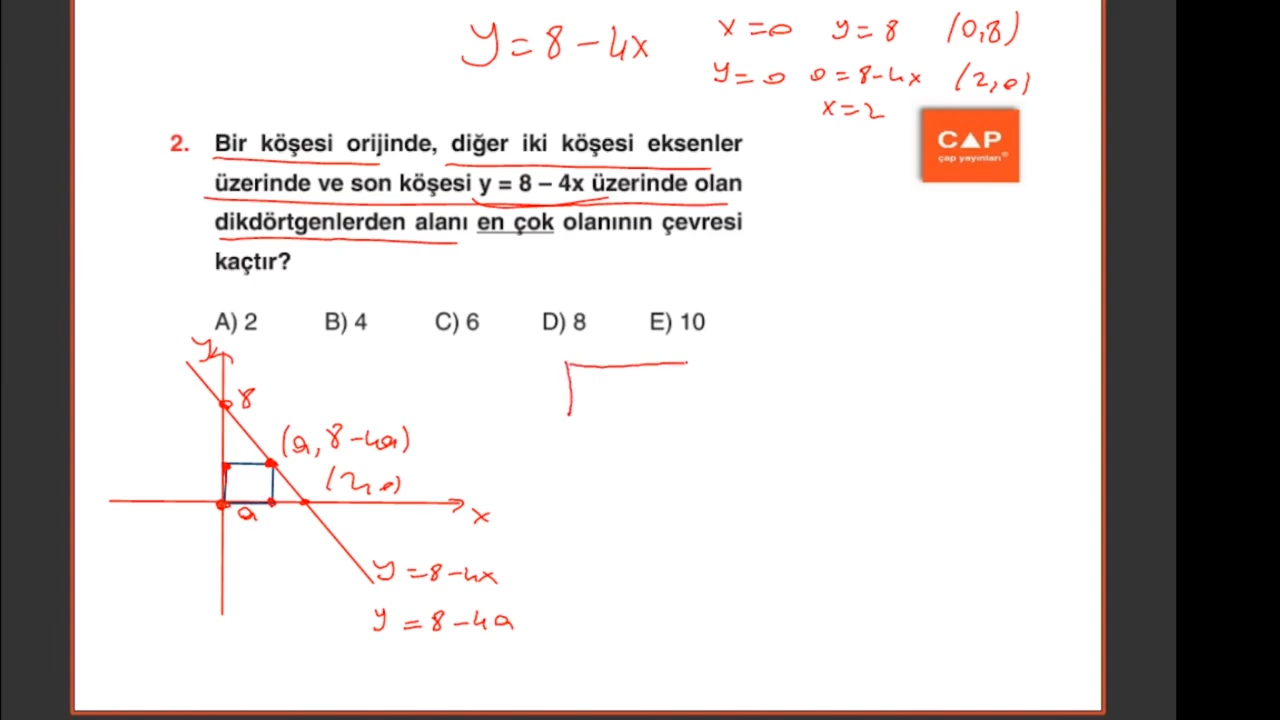 y = 8 - 4x
x = 0 y = 8 (0,8)
y = 0 0 = 8 - 4x (2,0)
x = 2
CAP
çap yayınları
2. Bir köşesi orijinde, diğer iki köşesi eksenler
üzerinde ve son köşesi y = 8 – 4x üzerinde olan
dikdörtgenlerden alanı en çok olanının çevresi
kaçtır?
A) 2 B) 4 C) 6 D) 8 E) 10
y
8
(a, 8-4a)
(2,0)
a
x
y = 8 - 4x
y = 8 - 4a